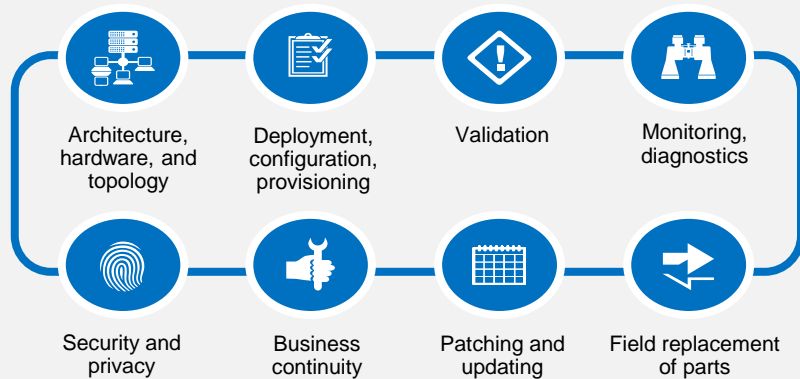 Architecture,
hardware, and
topology
Deployment,
configuration,
provisioning
Validation
Monitoring,
diagnostics
Security and
privacy
Business
continuity
Patching and
updating
Field replacement
of parts